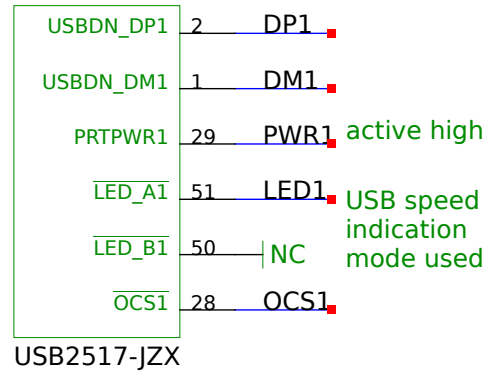 USBDN_DP1 2 DP1
USBDN_DM1 1 DM1
PRTPWR1 29 PWR1 active high
LED_A1 51 LED1 USB speed
indication
mode used
LED_B1 50 NC
OCS1 28 OCS1
USB2517-JZX